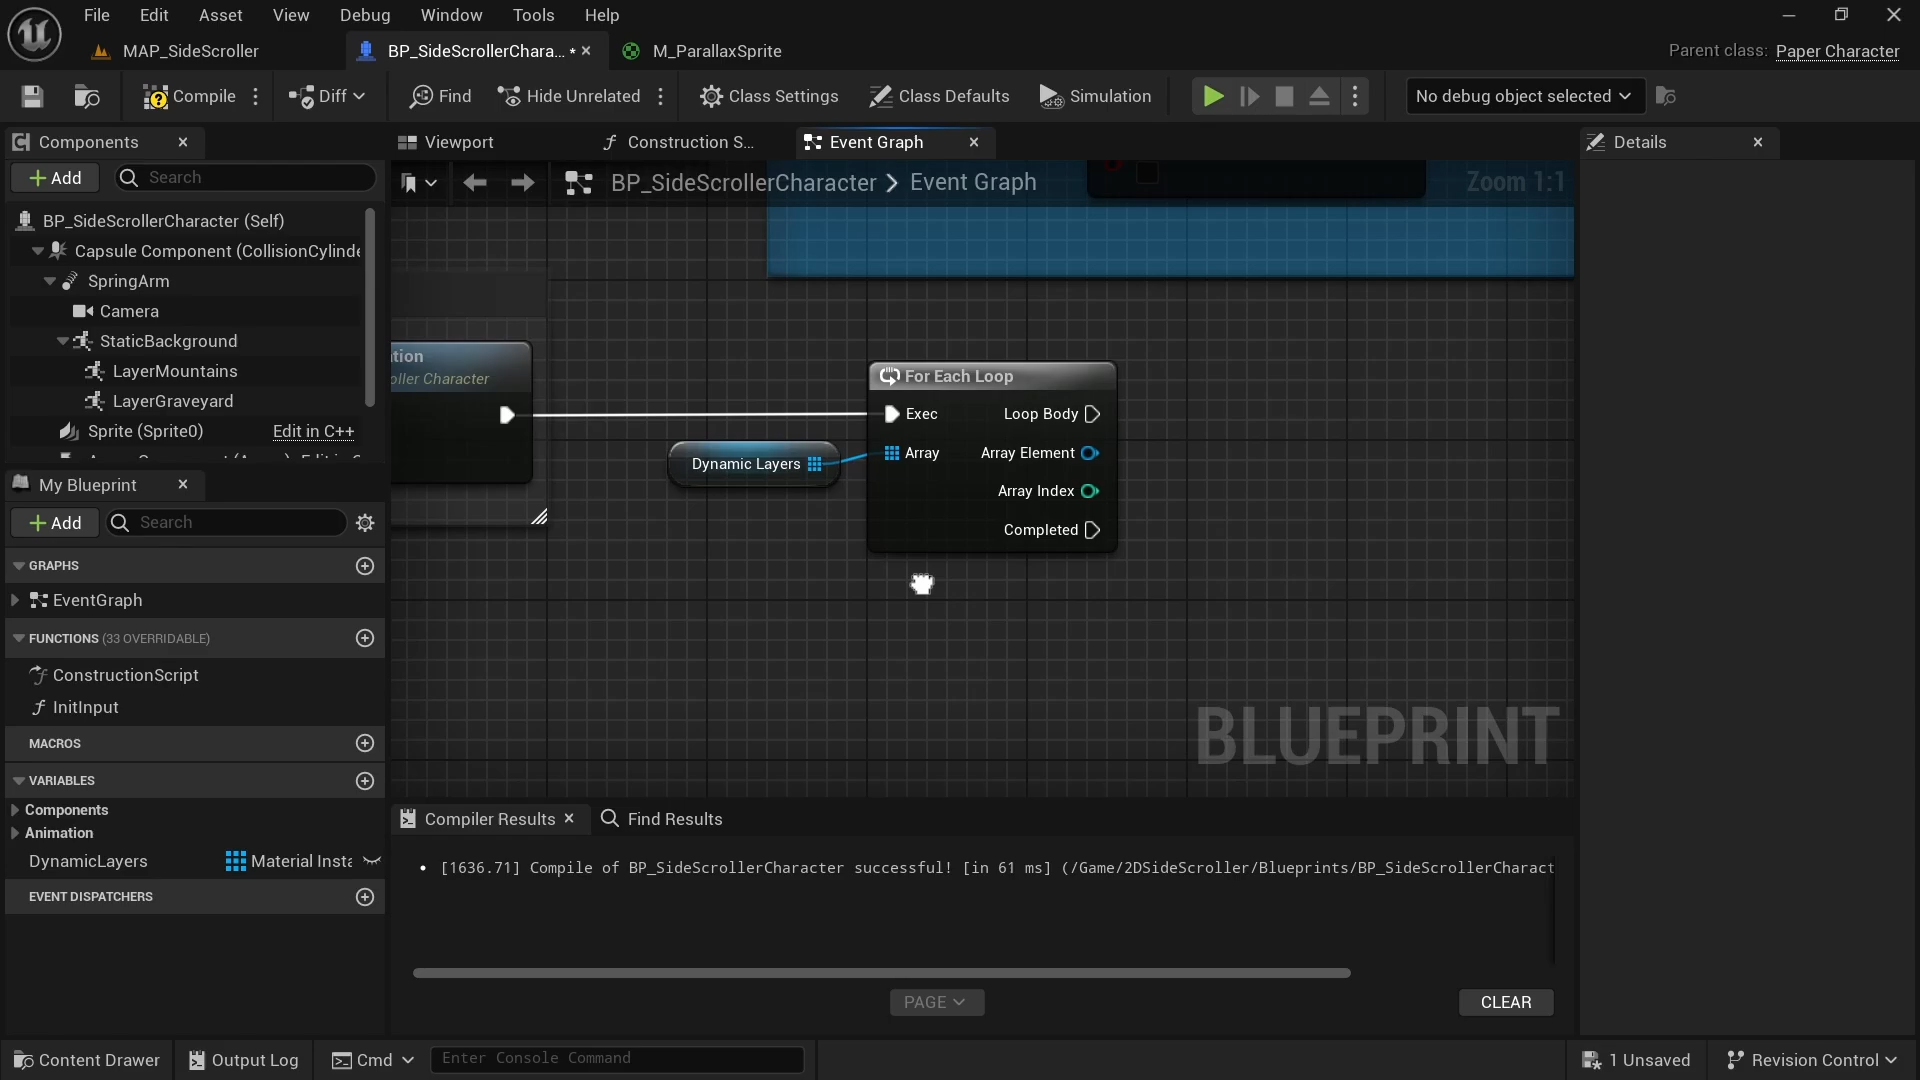 File Edit Asset View Debug Window Tools Help
MAP_SideScroller
BP_SideScrollerChara... *
M_ParallaxSprite
Parent class: Paper Character
Compile
Diff
Find
Hide Unrelated
Class Settings
Class Defaults
Simulation
No debug object selected
Components
Add
Search
BP_SideScrollerCharacter (Self)
Capsule Component (CollisionCylinde
SpringArm
Camera
StaticBackground
LayerMountains
LayerGraveyard
Sprite (Sprite0) Edit in C++
My Blueprint
Add
Search
GRAPHS
EventGraph
FUNCTIONS (33 OVERRIDABLE)
ConstructionScript
InitInput
MACROS
VARIABLES
Components
Animation
DynamicLayers Material Insta
EVENT DISPATCHERS
Viewport
Construction S...
Event Graph
BP_SideScrollerCharacter > Event Graph
Zoom 1:1
tion
oller Character
Dynamic Layers
For Each Loop
Exec Loop Body
Array Array Element
Array Index
Completed
BLUEPRINT
Compiler Results
Find Results
[1636.71] Compile of BP_SideScrollerCharacter successful! [in 61 ms] (/Game/2DSideScroller/Blueprints/BP_SideScrollerCharact
PAGE
CLEAR
Details
Content Drawer
Output Log
Cmd
Enter Console Command
1 Unsaved
Revision Control